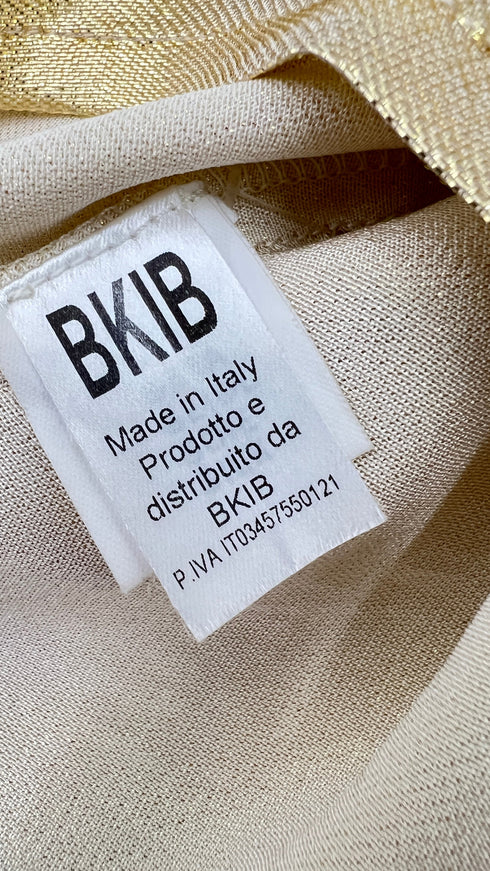 BKIB
Made in Italy
Prodotto e
distribuito da
BKIB
P.IVA IT03457550121